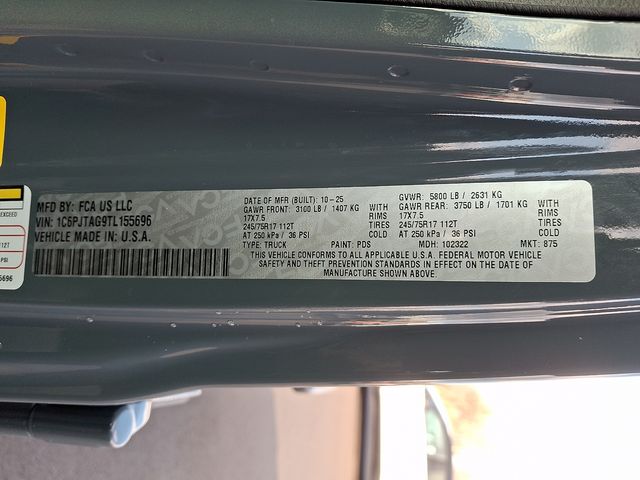 EXCEED
112T
PSI
5696
MFD BY: FCA US LLC
VIN: 1C6PJTAG9TL155696
VEHICLE MADE IN U.S.A.
DATE OF MFR (BUILT): 10-25
GAWR FRONT: 3100 LB / 1407 KG WITH
17X7.5 RIMS
245/75R17 112T TIRES
AT 250 kPa / 36 PSI COLD
GVWR: 5800 LB / 2631 KG
GAWR REAR: 3750 LB / 1701 KG WITH
17X7.5 RIMS
245/75R17 112T TIRES
AT 250 kPa / 36 PSI COLD
TYPE: TRUCK PAINT: PDS MDH: 102322 MKT: 875
THIS VEHICLE CONFORMS TO ALL APPLICABLE U.S.A. FEDERAL MOTOR VEHICLE
SAFETY AND THEFT PREVENTION STANDARDS IN EFFECT ON THE DATE OF
MANUFACTURE SHOWN ABOVE.